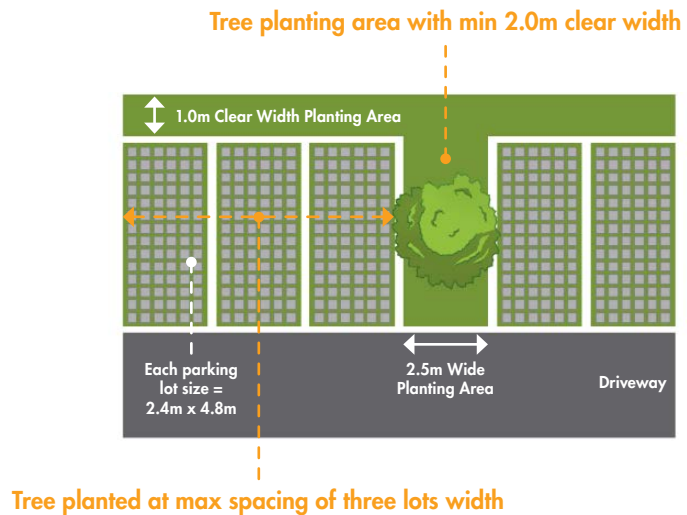 Tree planting area with min 2.0m clear width
1.0m Clear Width Planting Area
Each parking
lot size =
2.4m x 4.8m
2.5m Wide
Planting Area
Driveway
Tree planted at max spacing of three lots width